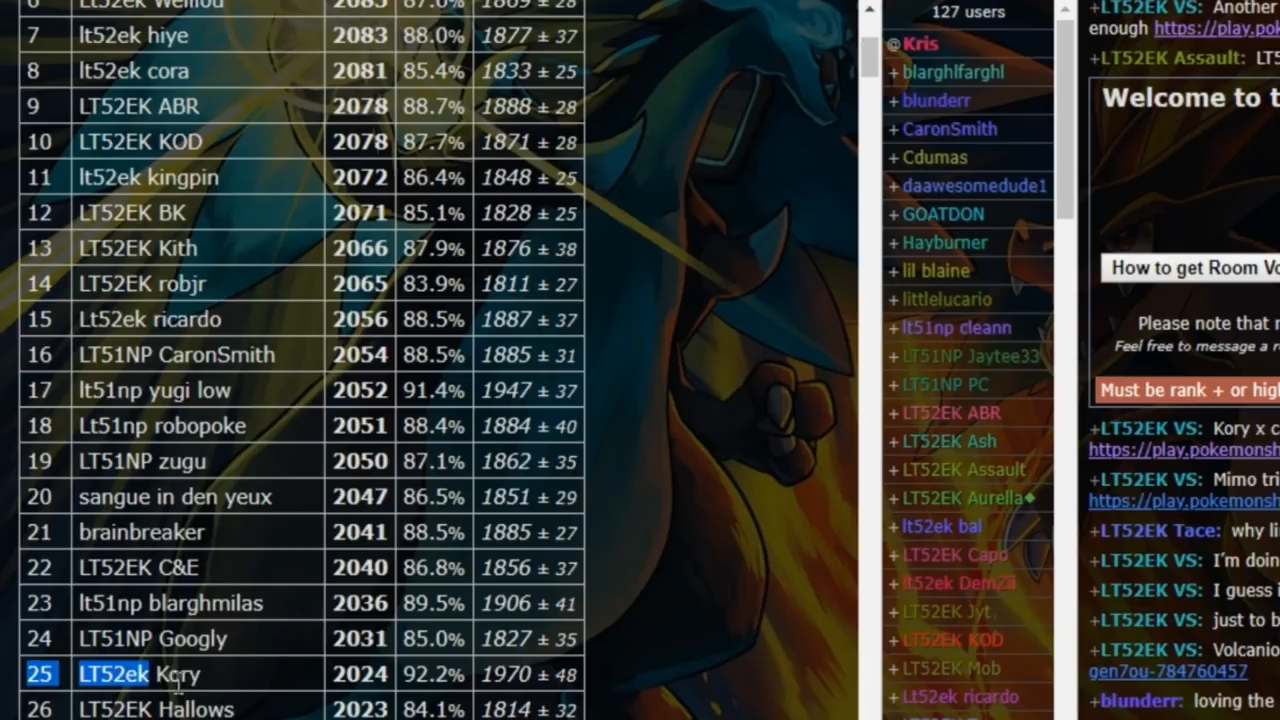 6 Lt52ek Welliod 2085 87.6% 1869 ± 28
7 lt52ek hiye 2083 88.0% 1877 ± 37
8 lt52ek cora 2081 85.4% 1833 ± 25
9 LT52EK ABR 2078 88.7% 1888 ± 28
10 LT52EK KOD 2078 87.7% 1871 ± 28
11 lt52ek kingpin 2072 86.4% 1848 ± 25
12 LT52EK BK 2071 85.1% 1828 ± 25
13 LT52EK Kith 2066 87.9% 1876 ± 38
14 LT52EK robjr 2065 83.9% 1811 ± 27
15 Lt52ek ricardo 2056 88.5% 1887 ± 37
16 LT51NP CaronSmith 2054 88.5% 1885 ± 31
17 lt51np yugi low 2052 91.4% 1947 ± 37
18 Lt51np robopoke 2051 88.4% 1884 ± 40
19 LT51NP zugu 2050 87.1% 1862 ± 35
20 sangue in den yeux 2047 86.5% 1851 ± 29
21 brainbreaker 2041 88.5% 1885 ± 27
22 LT52EK C&E 2040 86.8% 1856 ± 37
23 lt51np blarghmilas 2036 89.5% 1906 ± 41
24 LT51NP Googly 2031 85.0% 1827 ± 35
25 LT52ek Kory 2024 92.2% 1970 ± 48
26 LT52EK Hallows 2023 84.1% 1814 ± 32
127 users
@Kris
+blarghlfarghl
+blunderr
+CaronSmith
+Cdumas
+daawesomedude1
+GOATDON
+Hayburner
+lil blaine
+littlelucario
+lt51np cleann
+LT51NP Jaytee33
+LT51NP PC
+LT52EK ABR
+LT52EK Ash
+LT52EK Assault
+LT52EK Aurella◆
+lt52ek bal
+LT52EK Capo
+lt52ek DemZii
+LT52EK Jyt
+LT52EK KOD
+LT52EK Mob
+Lt52ek ricardo
+LT52EK VS: Another
enough https://play.pok
+LT52EK Assault: LT5
Welcome to t
How to get Room Vo
Please note that r
Feel free to message a r
Must be rank + or high
+LT52EK VS: Kory x c
https://play.pokemonsh
+LT52EK VS: Mimo tri
https://play.pokemonsh
+LT52EK Tace: why li
+LT52EK VS: I'm doin
+LT52EK VS: I guess i
+LT52EK VS: just to b
+LT52EK VS: Volcanio
gen7ou-784760457
+blunderr: loving the